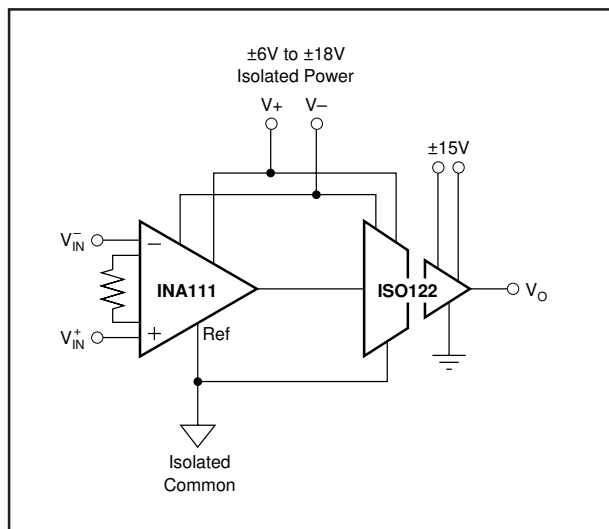 ±6V to ±18V
Isolated Power
V+ V–
±15V
V–IN
–
INA111
ISO122
VO
+
V+IN
Ref
Isolated
Common